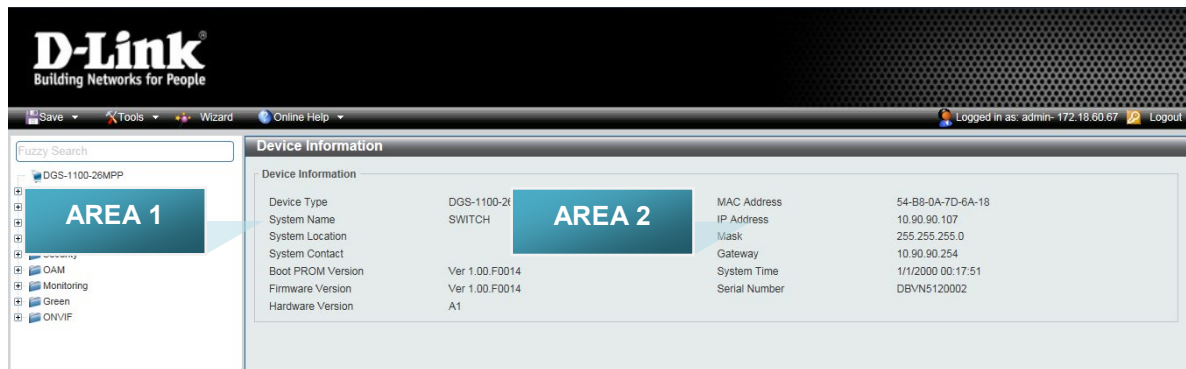 D-Link®
Building Networks for People
Save Tools Wizard Online Help Logged in as: admin- 172.18.60.67 Logout
Fuzzy Search
DGS-1100-26MPP
Security
OAM
Monitoring
Green
ONVIF
AREA 1
Device Information
Device Information
Device Type DGS-1100-26 MAC Address 54-B8-0A-7D-6A-18
System Name SWITCH IP Address 10.90.90.107
System Location Mask 255.255.255.0
System Contact Gateway 10.90.90.254
Boot PROM Version Ver 1.00.F0014 System Time 1/1/2000 00:17:51
Firmware Version Ver 1.00.F0014 Serial Number DBVN5120002
Hardware Version A1
AREA 2